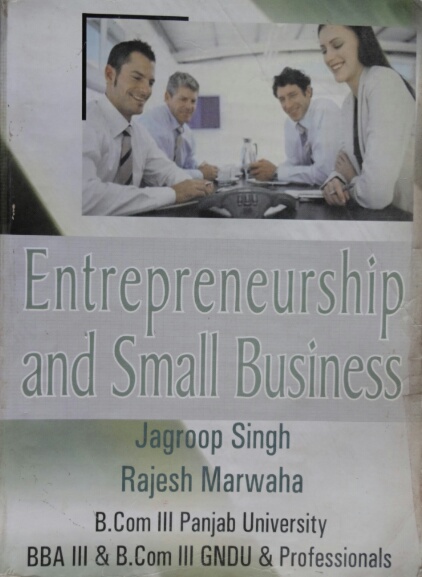 Entrepreneurship
and Small Business
Jagroop Singh
Rajesh Marwaha
B.Com III Panjab University
BBA III & B.Com III GNDU & Professionals